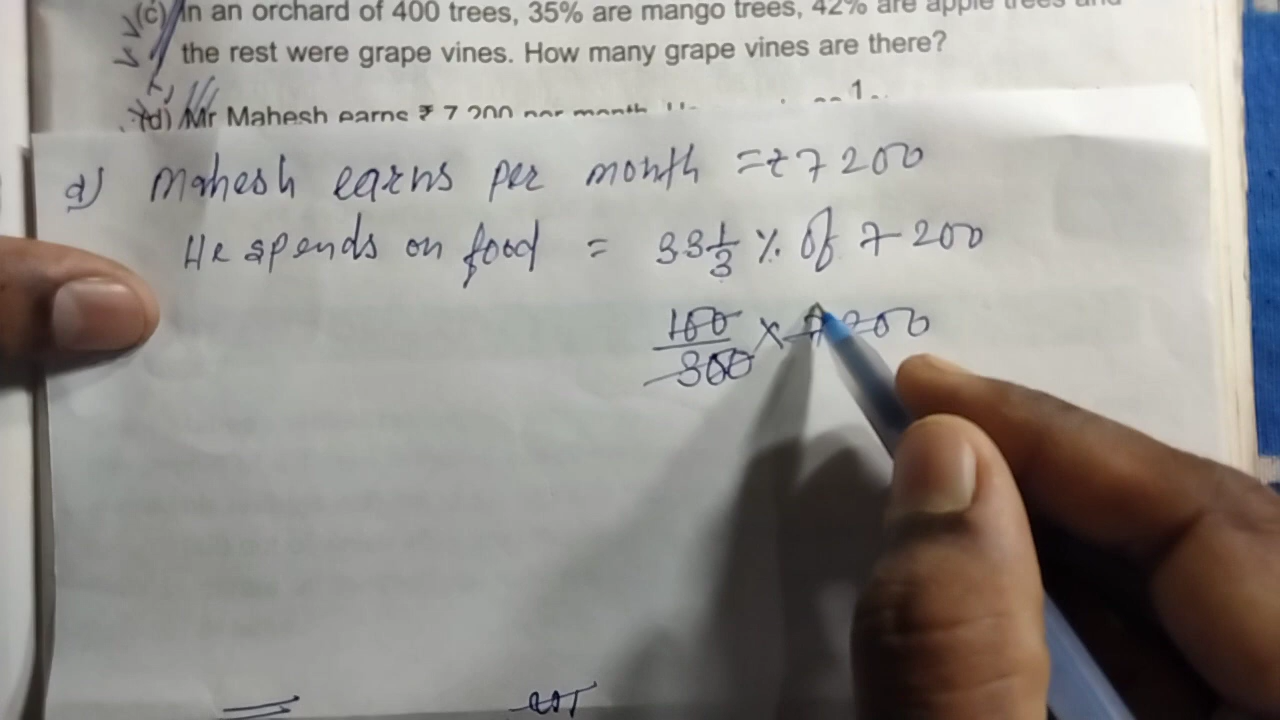 (c) In an orchard of 400 trees, 35% are mango trees, 42% are apple trees and
the rest were grape vines. How many grape vines are there?
(d) Mr Mahesh earns ₹ 7 200 per month.
d) Mahesh earns per month = ₹ 7200
He spends on food = 33 1/3 % of 7200
100/300 × 7200